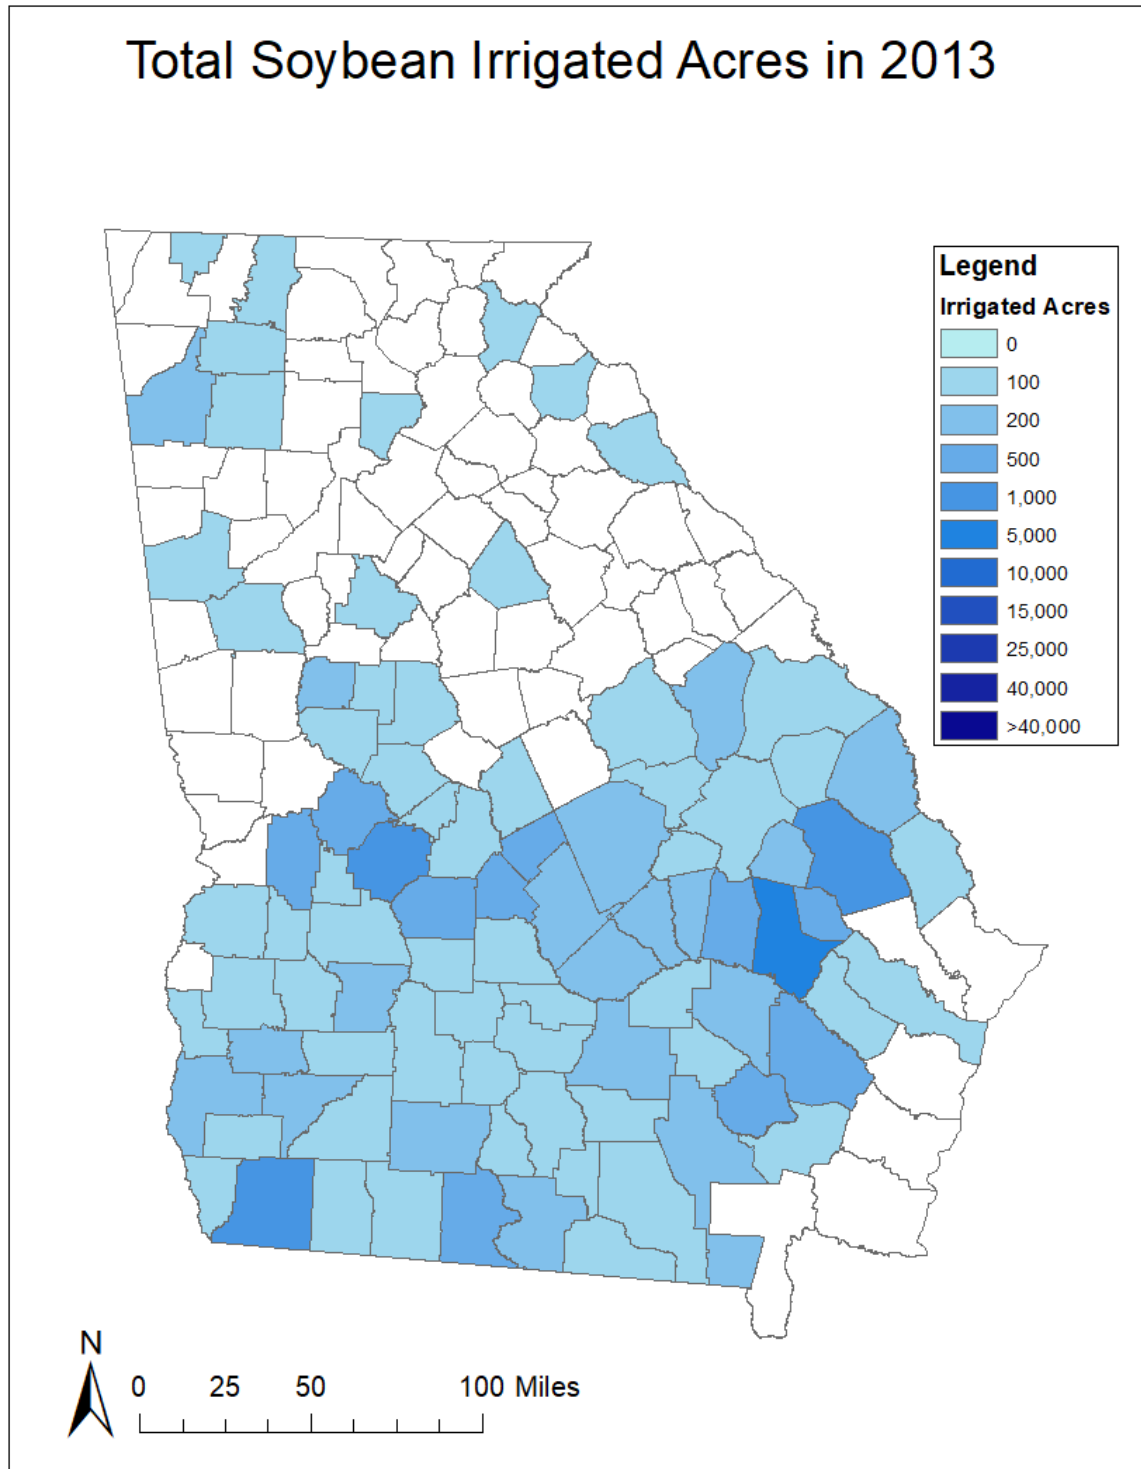 Total Soybean Irrigated Acres in 2013
Legend
Irrigated Acres
0
100
200
500
1,000
5,000
10,000
15,000
25,000
40,000
>40,000
N
0 25 50 100 Miles